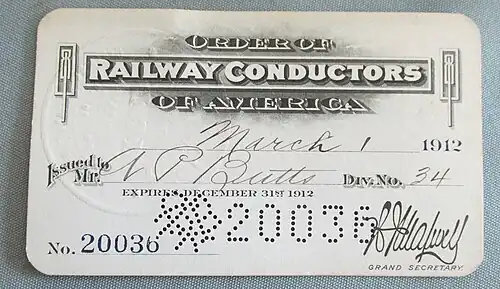 ORDER OF
RAILWAY CONDUCTORS
OF AMERICA
March 1 1912
Issued to
Mr. Butts Div. No. 34
EXPIRES DECEMBER 31ST 1912
No. 20036 20036
GRAND SECRETARY.